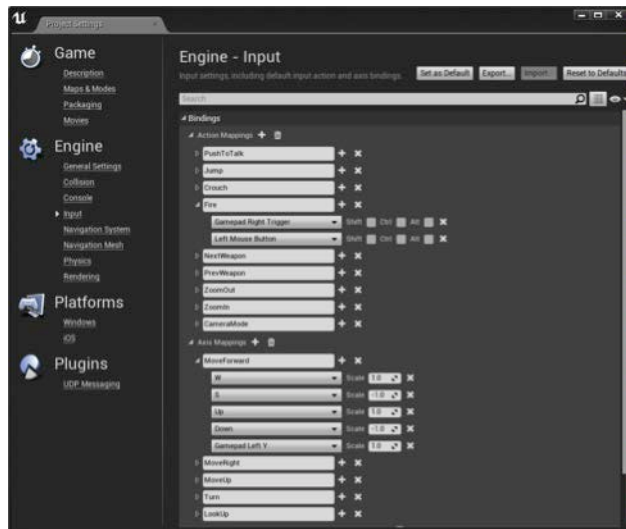 Project Settings
Game
Description
Maps & Modes
Packaging
Movies
Engine
General Settings
Collision
Console
Input
Navigation System
Navigation Mesh
Physics
Rendering
Platforms
Windows
iOS
Plugins
UDP Messaging
Engine - Input
Input settings, including default input action and axis bindings.
Set as Default
Export...
Import...
Reset to Defaults
Search
Bindings
Action Mappings
PushToTalk
Jump
Crouch
Fire
Gamepad Right Trigger Shift Ctrl Alt
Left Mouse Button Shift Ctrl Alt
NextWeapon
PrevWeapon
ZoomOut
ZoomIn
CameraMode
Axis Mappings
MoveForward
W Scale 1.0
S Scale -1.0
Up Scale 1.0
Down Scale -1.0
Gamepad Left Y Scale 1.0
MoveRight
MoveUp
Turn
LookUp